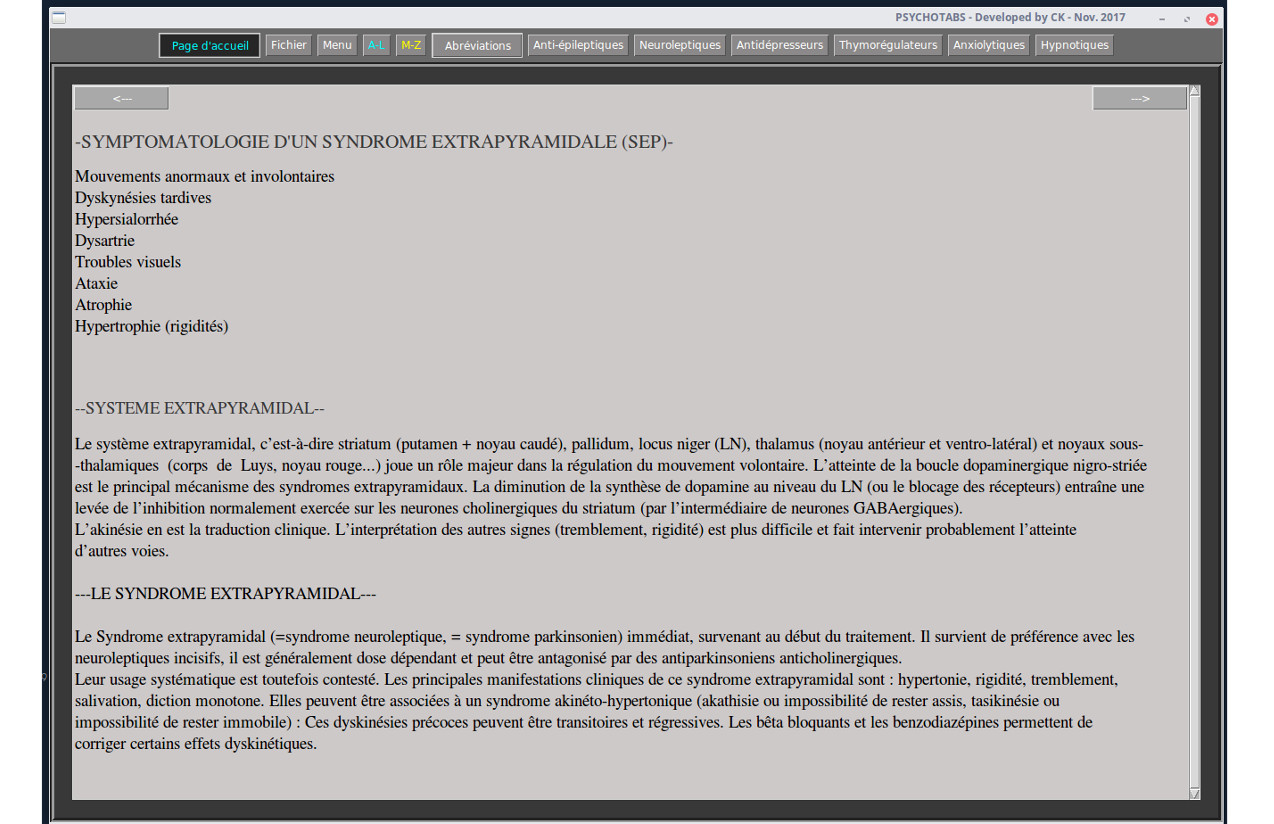 PSYCHOTABS - Developed by CK - Nov. 2017
Page d'accueil Fichier Menu A-L M-Z Abréviations Anti-épileptiques Neuroleptiques Antidépresseurs Thymorégulateurs Anxiolytiques Hypnotiques
<--- --->
-SYMPTOMATOLOGIE D'UN SYNDROME EXTRAPYRAMIDALE (SEP)-
Mouvements anormaux et involontaires
Dyskynésies tardives
Hypersialorrhée
Dysartrie
Troubles visuels
Ataxie
Atrophie
Hypertrophie (rigidités)
--SYSTEME EXTRAPYRAMIDAL--
Le système extrapyramidal, c’est-à-dire striatum (putamen + noyau caudé), pallidum, locus niger (LN), thalamus (noyau antérieur et ventro-latéral) et noyaux sous-
-thalamiques (corps de Luys, noyau rouge...) joue un rôle majeur dans la régulation du mouvement volontaire. L’atteinte de la boucle dopaminergique nigro-striée
est le principal mécanisme des syndromes extrapyramidaux. La diminution de la synthèse de dopamine au niveau du LN (ou le blocage des récepteurs) entraîne une
levée de l’inhibition normalement exercée sur les neurones cholinergiques du striatum (par l’intermédiaire de neurones GABAergiques).
L’akinésie en est la traduction clinique. L’interprétation des autres signes (tremblement, rigidité) est plus difficile et fait intervenir probablement l’atteinte
d’autres voies.
---LE SYNDROME EXTRAPYRAMIDAL---
Le Syndrome extrapyramidal (=syndrome neuroleptique, = syndrome parkinsonien) immédiat, survenant au début du traitement. Il survient de préférence avec les
neuroleptiques incisifs, il est généralement dose dépendant et peut être antagonisé par des antiparkinsoniens anticholinergiques.
Leur usage systématique est toutefois contesté. Les principales manifestations cliniques de ce syndrome extrapyramidal sont : hypertonie, rigidité, tremblement,
salivation, diction monotone. Elles peuvent être associées à un syndrome akinéto-hypertonique (akathisie ou impossibilité de rester assis, tasikinésie ou
impossibilité de rester immobile) : Ces dyskinésies précoces peuvent être transitoires et régressives. Les bêta bloquants et les benzodiazépines permettent de
corriger certains effets dyskinétiques.